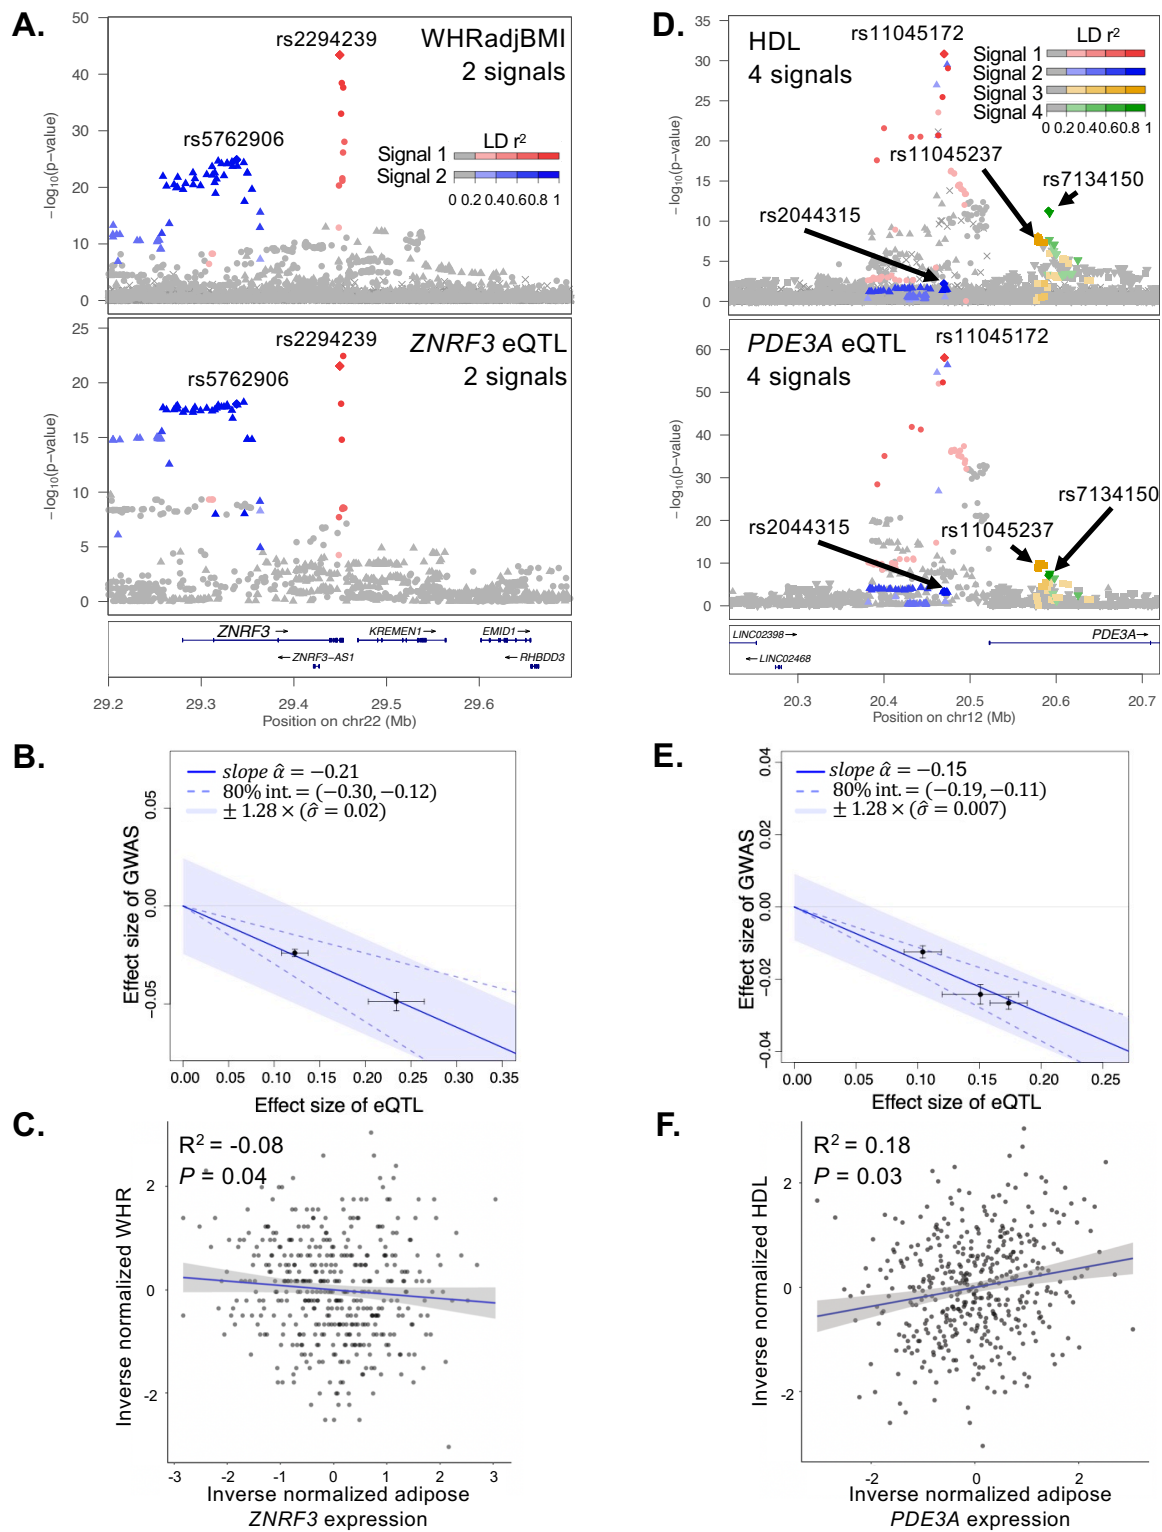 A.
50
40
30
20
10
0
−log10(p−value)
rs2294239
WHRadjBMI
2 signals
rs5762906
LD r²
Signal 1
Signal 2
0 0.2 0.40.60.8 1
25
20
15
10
5
0
−log10(p−value)
rs2294239
ZNRF3 eQTL
2 signals
rs5762906
ZNRF3→
KREMEN1→
EMID1→
←ZNRF3−AS1
←RHBDD3
29.2
29.3
29.4
29.5
29.6
Position on chr22 (Mb)
D.
35
30
25
20
15
10
5
0
−log10(p−value)
rs11045172
HDL
4 signals
LD r²
Signal 1
Signal 2
Signal 3
Signal 4
0 0.2 0.40.60.8 1
rs11045237
rs7134150
rs2044315
60
50
40
30
20
10
0
−log10(p−value)
PDE3A eQTL
4 signals
rs11045172
rs7134150
rs2044315
rs11045237
LINC02398→
PDE3A→
←LINC02468
20.3
20.4
20.5
20.6
20.7
Position on chr12 (Mb)
B.
slope α̂ = −0.21
80% int. = (−0.30, −0.12)
± 1.28 × (σ̂ = 0.02)
0.05
0.00
−0.05
Effect size of GWAS
0.00 0.05 0.10 0.15 0.20 0.25 0.30 0.35
Effect size of eQTL
E.
slope α̂ = −0.15
80% int. = (−0.19, −0.11)
± 1.28 × (σ̂ = 0.007)
0.04
0.02
0.00
−0.02
−0.04
Effect size of GWAS
0.00 0.05 0.10 0.15 0.20 0.25
Effect size of eQTL
C.
R² = -0.08
P = 0.04
2
0
-2
Inverse normalized WHR
-3 -2 -1 0 1 2 3
Inverse normalized adipose
ZNRF3 expression
F.
R² = 0.18
P = 0.03
2
0
-2
Inverse normalized HDL
-2 0 2
Inverse normalized adipose
PDE3A expression